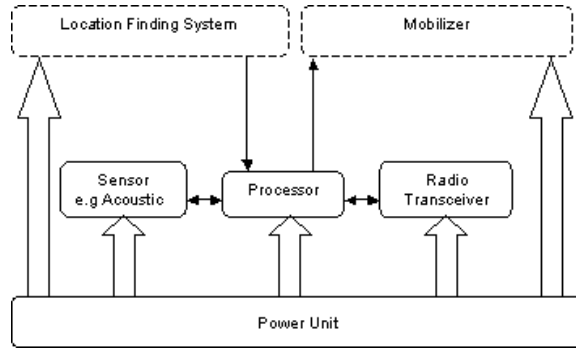 Location Finding System
Mobilizer
Sensor
e.g Acoustic
Processor
Radio
Transceiver
Power Unit